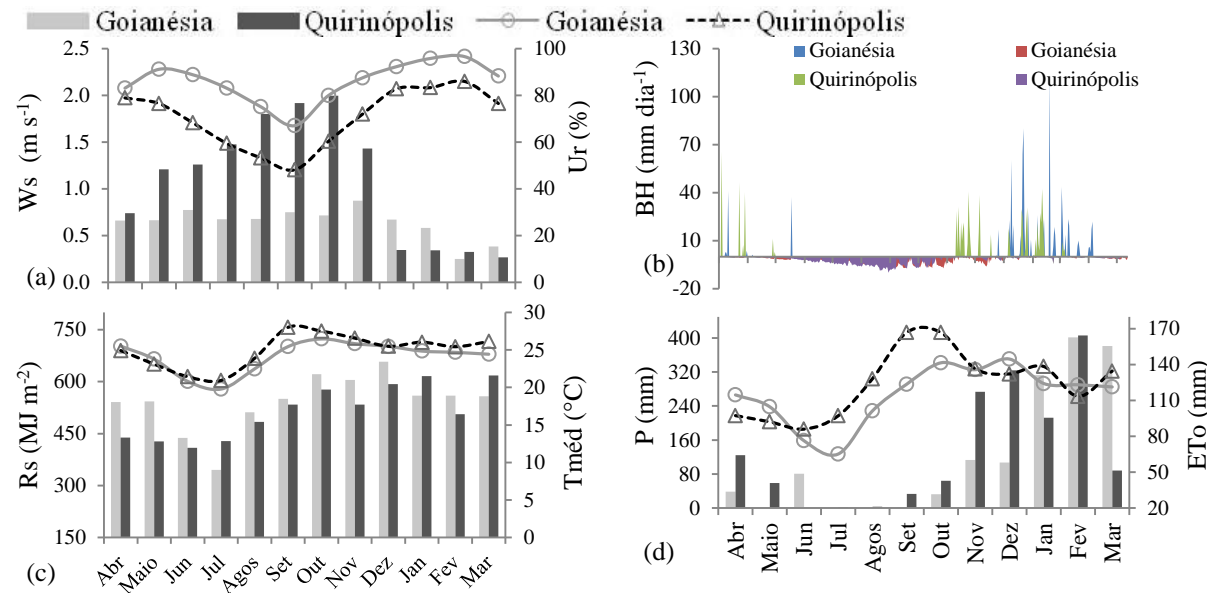 Goianésia Quirinópolis Goianésia Quirinópolis
2.5
2.0
1.5
1.0
0.5
0.0
Ws (m s-1)
100
80
60
40
20
0
Ur (%)
(a)
130
100
70
40
10
-20
BH (mm dia-1)
Goianésia Goianésia
Quirinópolis Quirinópolis
(b)
750
600
450
300
150
Rs (MJ m-2)
30
25
20
15
10
5
0
Tméd (°C)
Abr Maio Jun Jul Agos Set Out Nov Dez Jan Fev Mar
(c)
400
320
240
160
80
0
P (mm)
170
140
110
80
50
20
ETo (mm)
Abr Maio Jun Jul Agos Set Out Nov Dez Jan Fev Mar
(d)